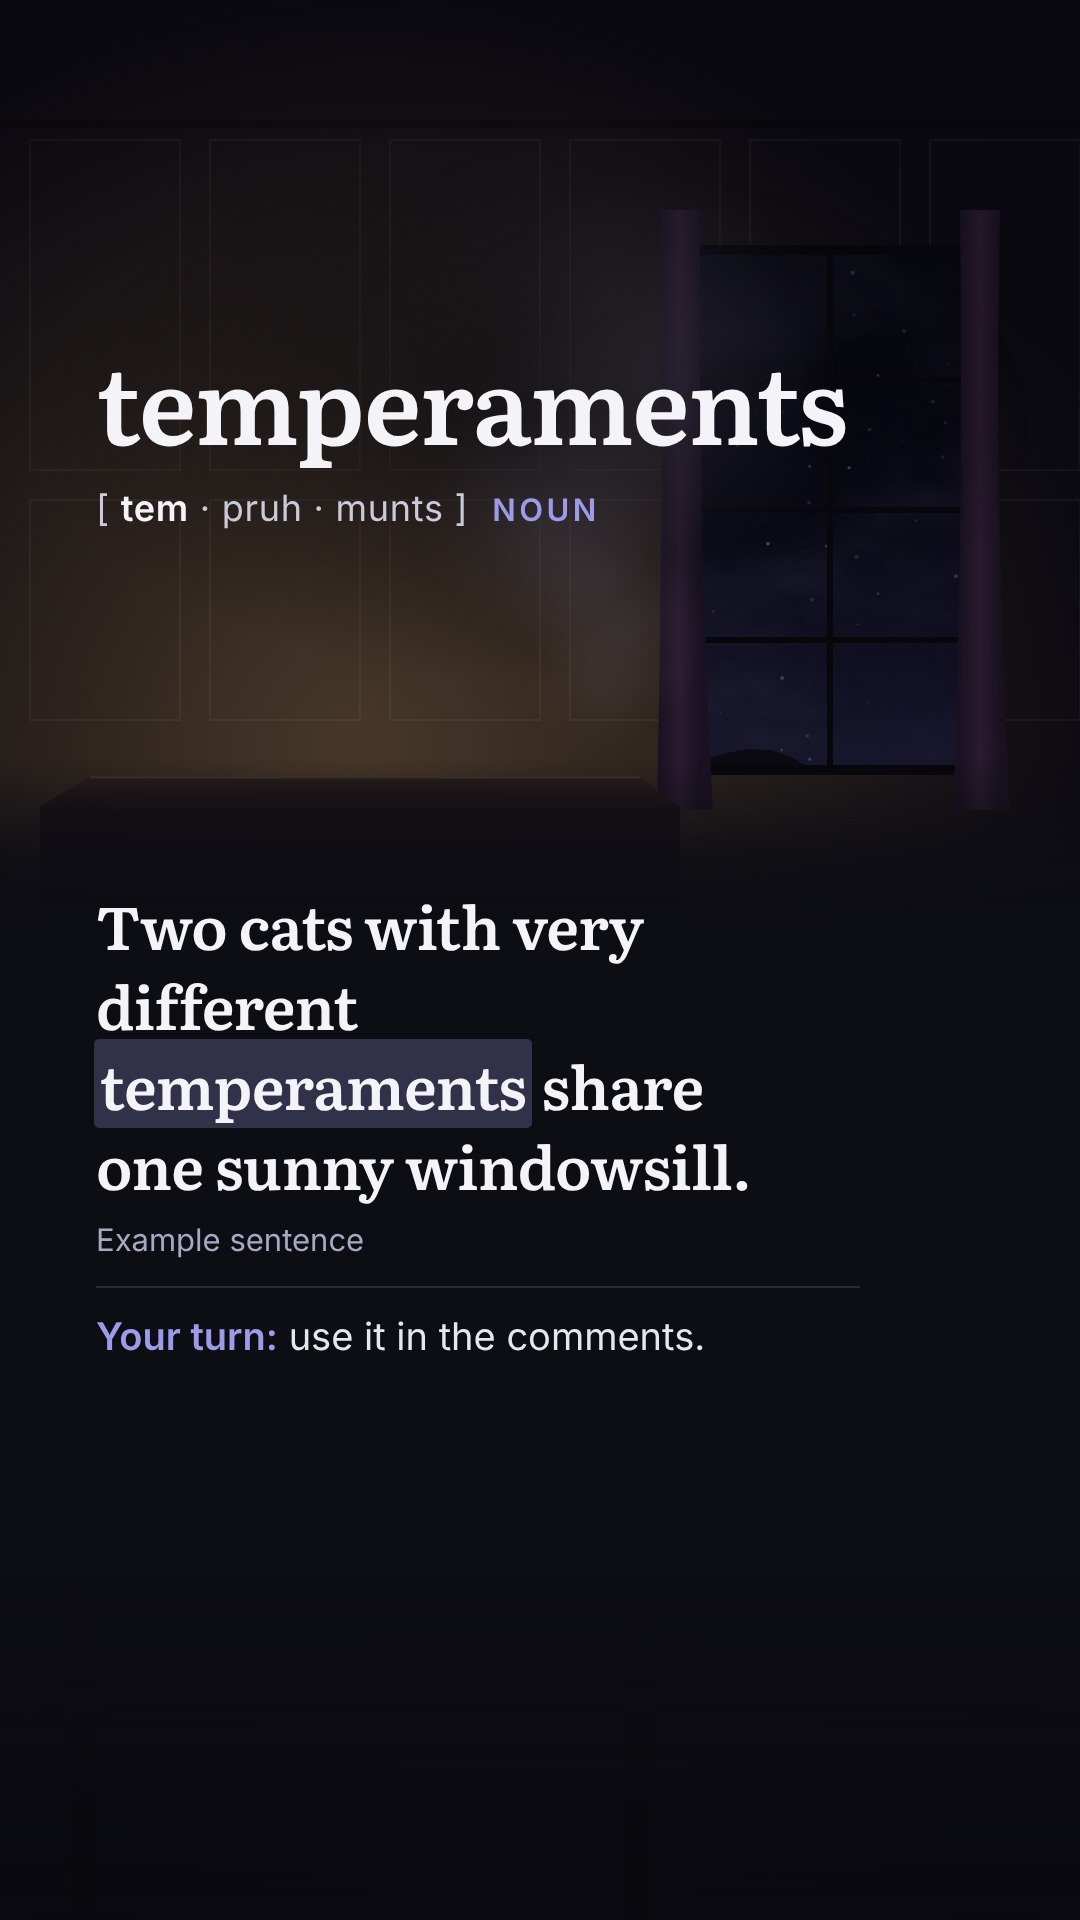 temperaments
[ tem · pruh · munts ] NOUN
Two cats with very
different
temperaments share
one sunny windowsill.
Example sentence
Your turn: use it in the comments.